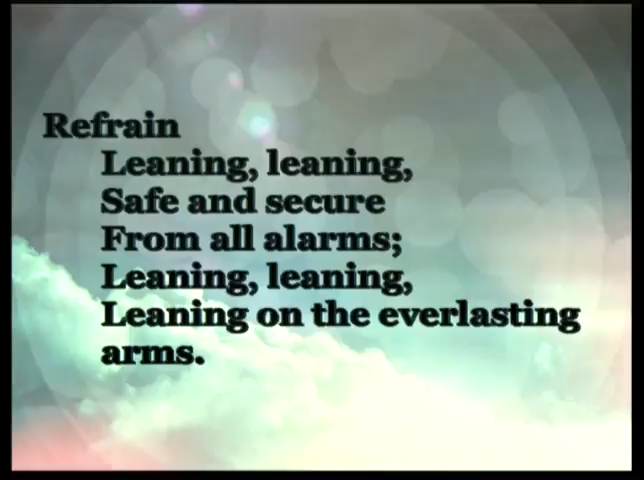 Refrain
Leaning, leaning,
Safe and secure
From all alarms;
Leaning, leaning,
Leaning on the everlasting
arms.